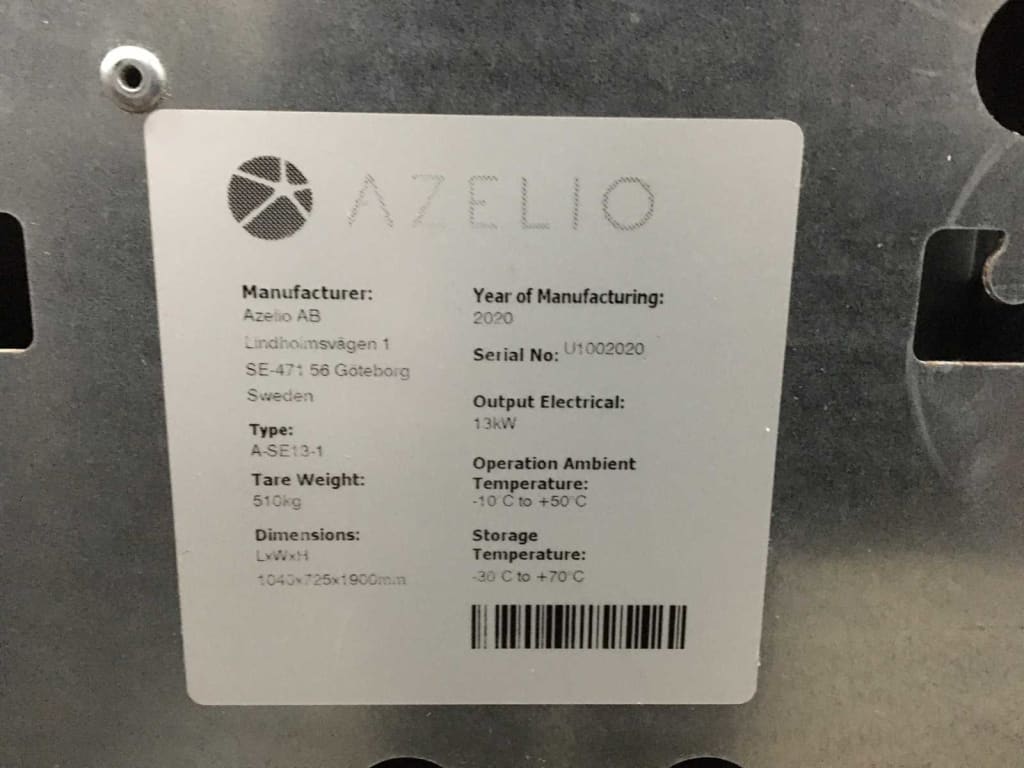 AZELIO
Manufacturer:
Azelio AB
Lindholmsvägen 1
SE-471 56 Göteborg
Sweden
Type:
A-SE13-1
Tare Weight:
510kg
Dimensions:
LxWxH
1040x725x1900mm
Year of Manufacturing:
2020
Serial No: U1002020
Output Electrical:
13kW
Operation Ambient
Temperature:
-10°C to +50°C
Storage
Temperature:
-30°C to +70°C